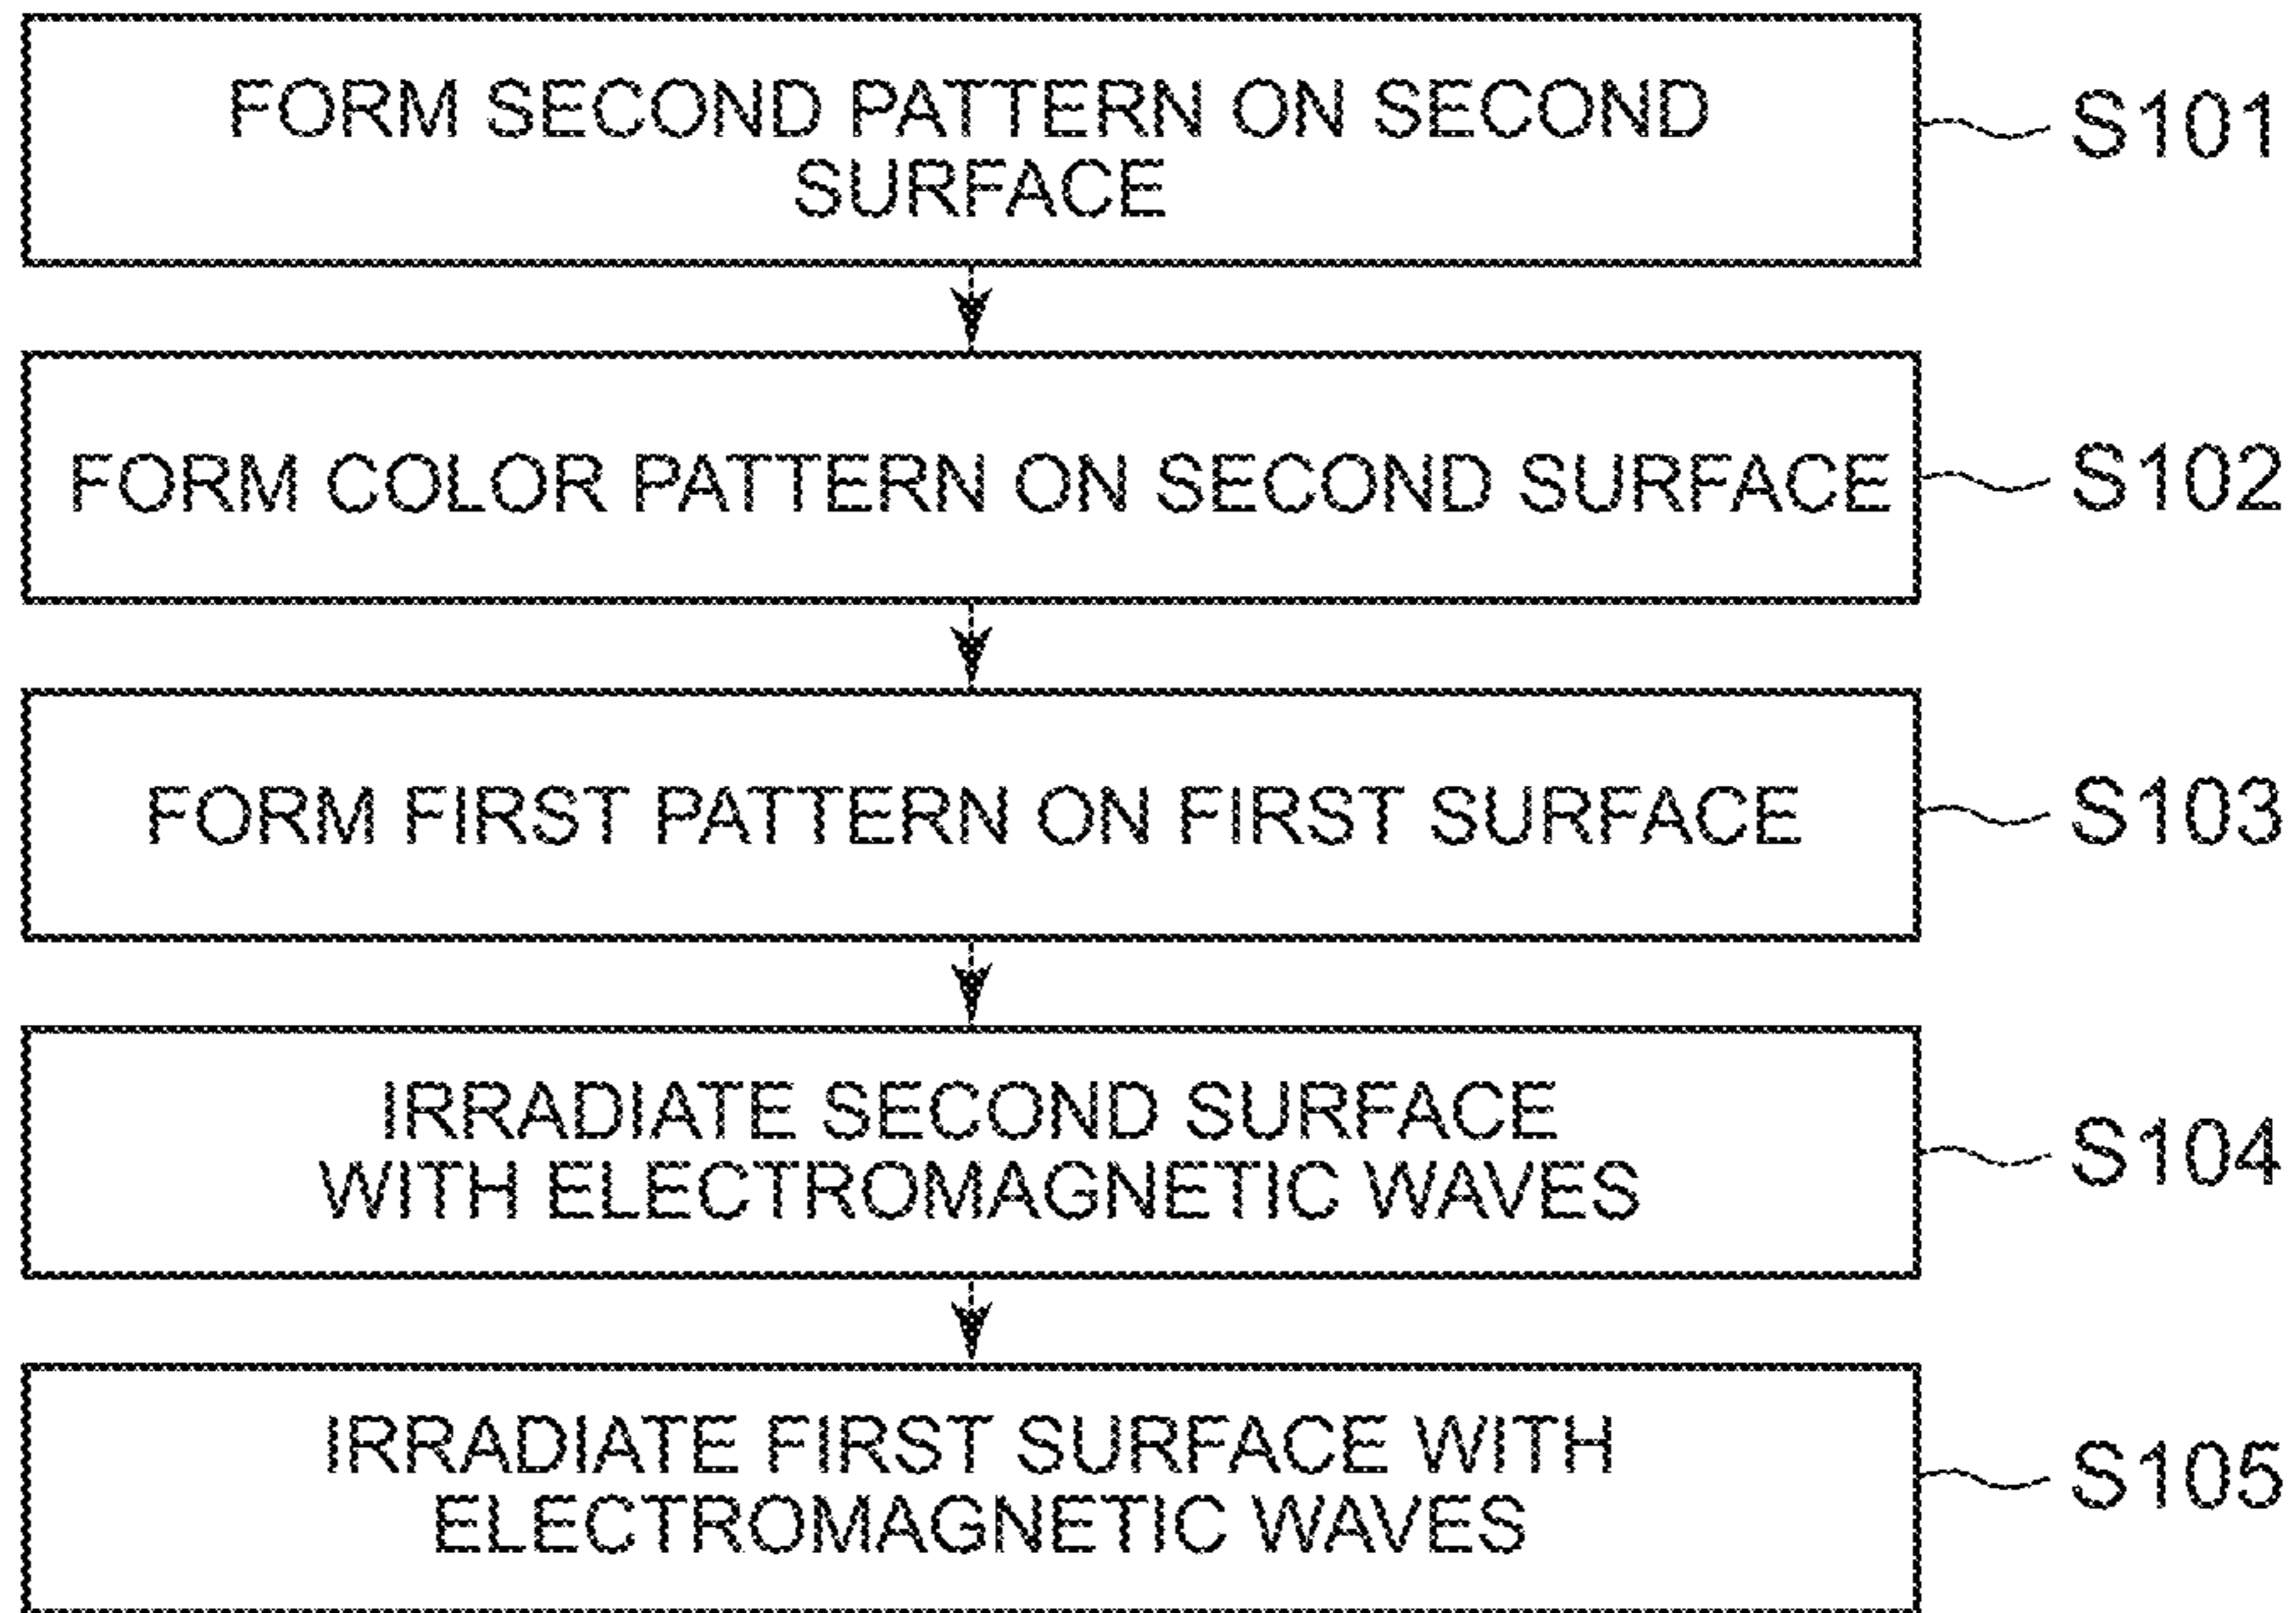 FORM SECOND PATTERN ON SECOND
SURFACE
S101
FORM COLOR PATTERN ON SECOND SURFACE
S102
FORM FIRST PATTERN ON FIRST SURFACE
S103
IRRADIATE SECOND SURFACE
WITH ELECTROMAGNETIC WAVES
S104
IRRADIATE FIRST SURFACE WITH
ELECTROMAGNETIC WAVES
S105